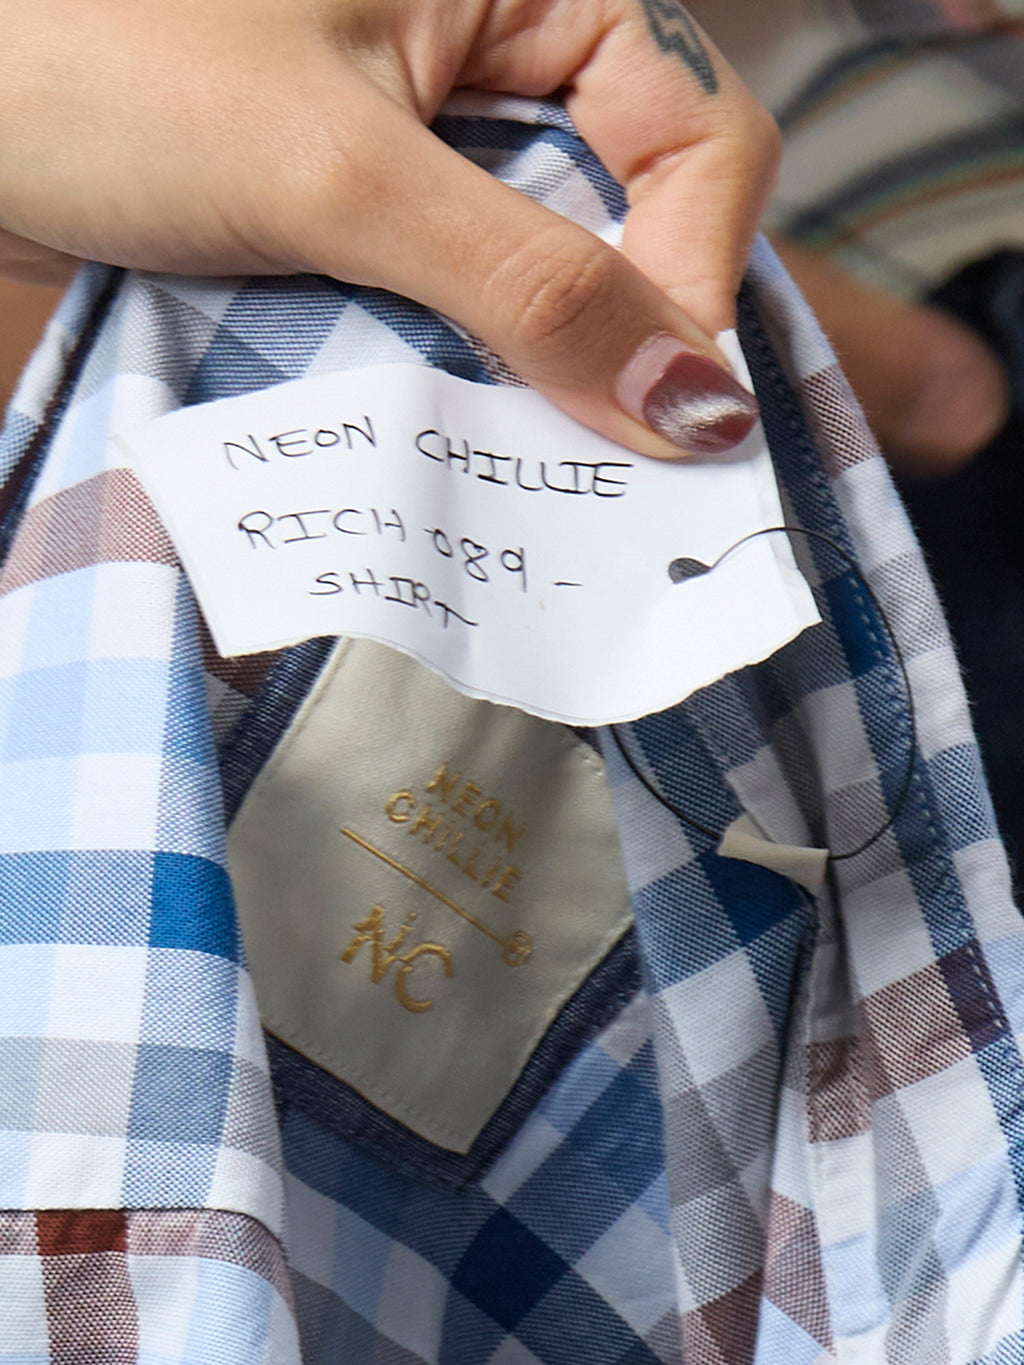 NEON CHILLIE
RICH-089-
SHIRT
NEON
CHILLIE
®
NC